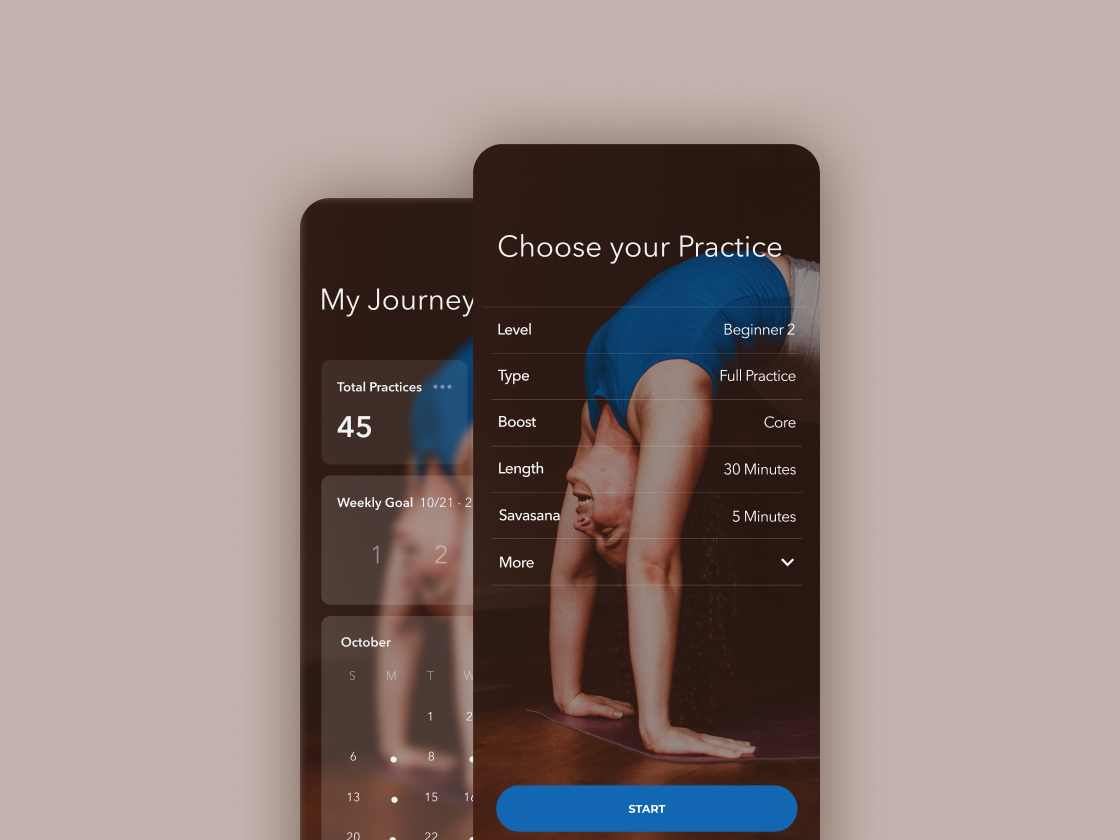 My Journey
Total Practices
45
Weekly Goal 10/21 - 2
1 2
October
S M T W
1 2
6 8
13 15 16
20 22
Choose your Practice
Level Beginner 2
Type Full Practice
Boost Core
Length 30 Minutes
Savasana 5 Minutes
More
START